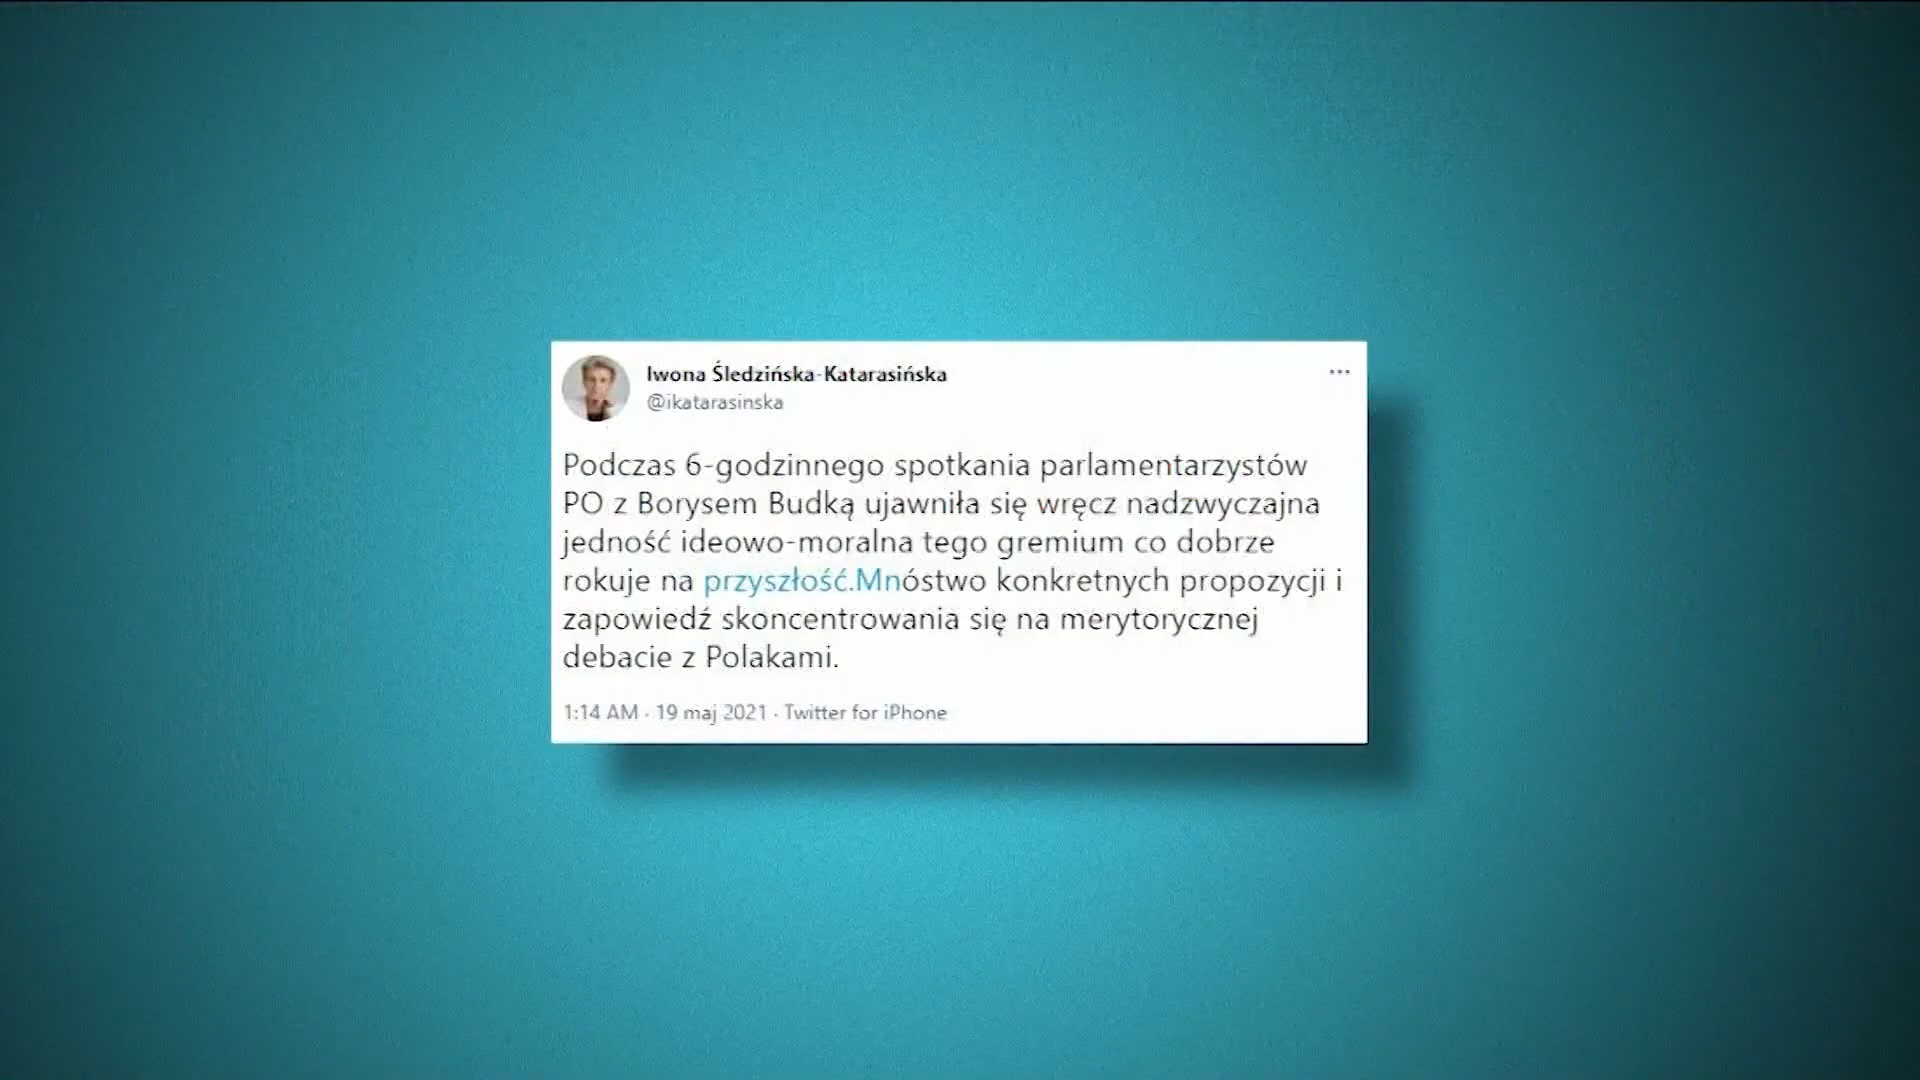 Iwona Śledzińska-Katarasińska
@ikatarasinska
Podczas 6-godzinnego spotkania parlamentarzystów
PO z Borysem Budką ujawniła się wręcz nadzwyczajna
jedność ideowo-moralna tego gremium co dobrze
rokuje na przyszłość.Mnóstwo konkretnych propozycji i
zapowiedź skoncentrowania się na merytorycznej
debacie z Polakami.
1:14 AM · 19 maj 2021 · Twitter for iPhone